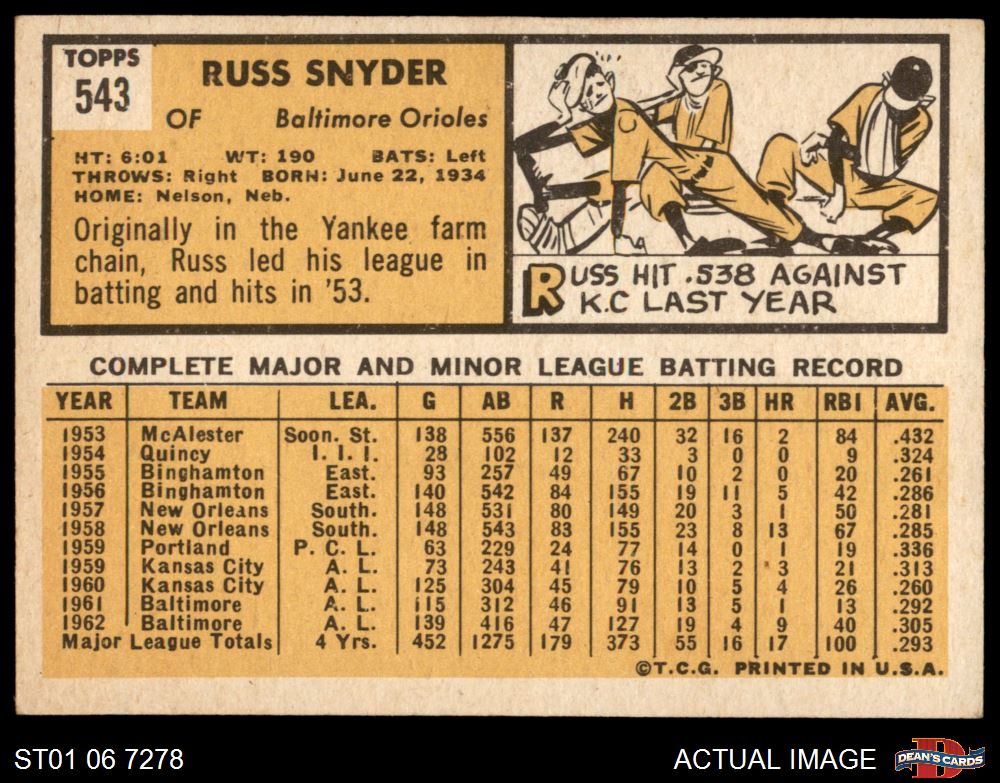 TOPPS
543
RUSS SNYDER
OF Baltimore Orioles
HT: 6:01 WT: 190 BATS: Left
THROWS: Right BORN: June 22, 1934
HOME: Nelson, Neb.
Originally in the Yankee farm
chain, Russ led his league in
batting and hits in '53.
RUSS HIT .538 AGAINST
K.C LAST YEAR
COMPLETE MAJOR AND MINOR LEAGUE BATTING RECORD
YEAR TEAM LEA. G AB R H 2B 3B HR RBI AVG.
1953 McAlester Soon. St. 138 556 137 240 32 16 2 84 .432
1954 Quincy I. I. I. 28 102 12 33 3 0 0 9 .324
1955 Binghamton East. 93 257 49 67 10 2 0 20 .261
1956 Binghamton East. 140 542 84 155 19 11 5 42 .286
1957 New Orleans South. 148 531 80 149 20 3 1 50 .281
1958 New Orleans South. 148 543 83 155 23 8 13 67 .285
1959 Portland P. C. L. 63 229 24 77 14 0 1 19 .336
1959 Kansas City A. L. 73 243 41 76 13 2 3 21 .313
1960 Kansas City A. L. 125 304 45 79 10 5 4 26 .260
1961 Baltimore A. L. 115 312 46 91 13 5 1 13 .292
1962 Baltimore A. L. 139 416 47 127 19 4 9 40 .305
Major League Totals 4 Yrs. 452 1275 179 373 55 16 17 100 .293
©T.C.G. PRINTED IN U.S.A.
ST01 06 7278
ACTUAL IMAGE
D
DEAN'S CARDS